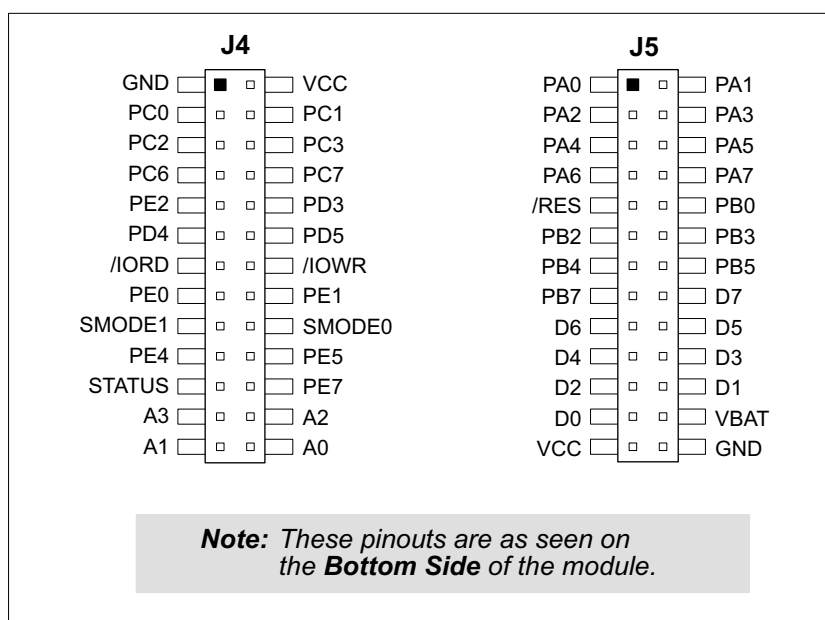 J4
GND VCC
PC0 PC1
PC2 PC3
PC6 PC7
PE2 PD3
PD4 PD5
/IORD /IOWR
PE0 PE1
SMODE1 SMODE0
PE4 PE5
STATUS PE7
A3 A2
A1 A0
J5
PA0 PA1
PA2 PA3
PA4 PA5
PA6 PA7
/RES PB0
PB2 PB3
PB4 PB5
PB7 D7
D6 D5
D4 D3
D2 D1
D0 VBAT
VCC GND
Note: These pinouts are as seen on
the Bottom Side of the module.